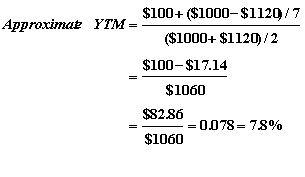 Approximate YTM = $100 + ($1000 − $1120) / 7
($1000 + $1120) / 2
= $100 − $17.14
$1060
= $82.86
$1060 = 0.078 = 7.8%